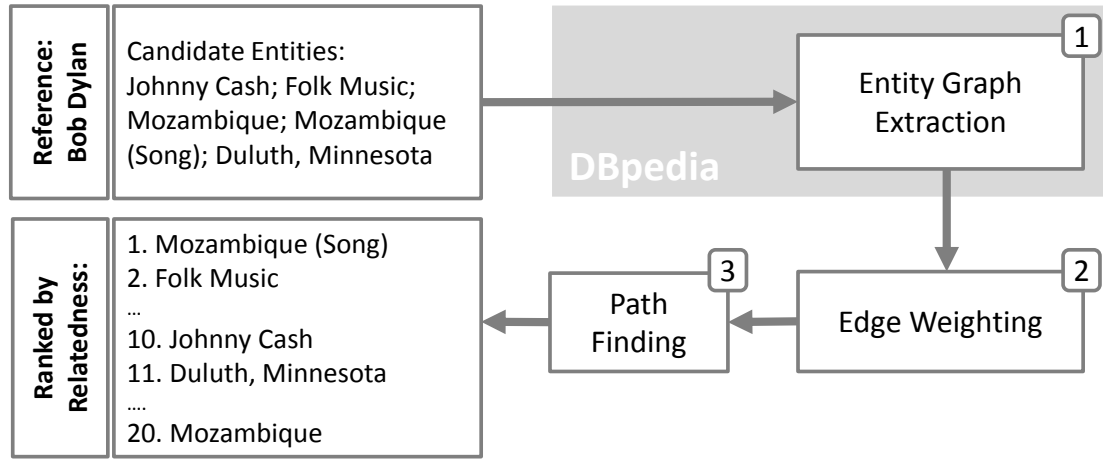 Reference:
Bob Dylan
Candidate Entities:
Johnny Cash; Folk Music;
Mozambique; Mozambique
(Song); Duluth, Minnesota
DBpedia
1
Entity Graph
Extraction
2
Edge Weighting
3
Path
Finding
Ranked by
Relatedness:
1. Mozambique (Song)
2. Folk Music
...
10. Johnny Cash
11. Duluth, Minnesota
....
20. Mozambique